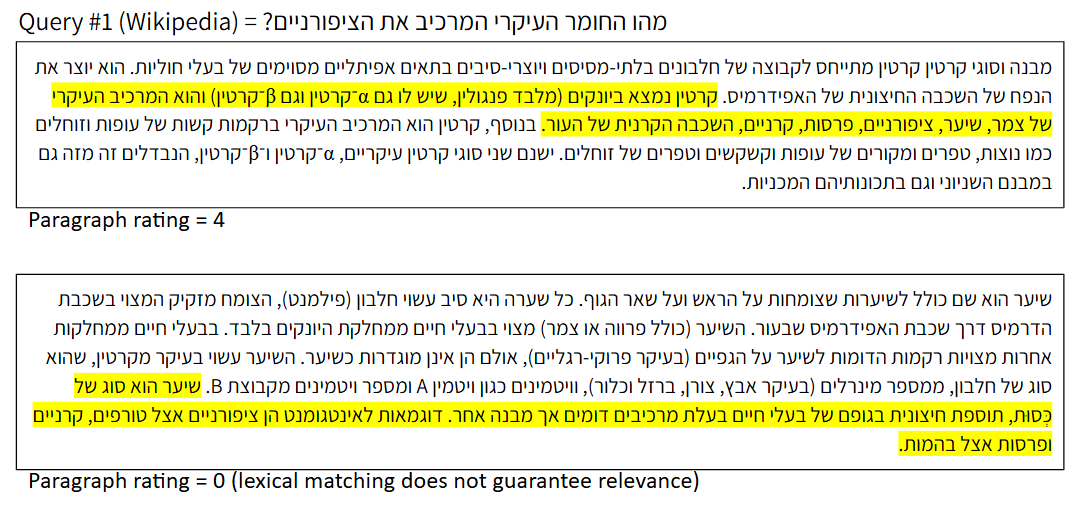 Query #1 (Wikipedia) = מהו החומר העיקרי המרכיב את הציפורניים?
מבנה וסוגי קרטין קרטין מתייחס לקבוצה של חלבונים בלתי-מסיסים ויוצרי-סיבים בתאים אפיתליים מסוימים של בעלי חוליות. הוא יוצר את
הנפח של השכבה החיצונית של האפידרמיס. קרטין נמצא ביונקים (מלבד פנגולין, שיש לו גם α־קרטין וגם β־קרטין) והוא המרכיב העיקרי
של צמר, שיער, ציפורניים, פרסות, קרניים, השכבה הקרנית של העור. בנוסף, קרטין הוא המרכיב העיקרי ברקמות קשות של עופות וזוחלים
כמו נוצות, טפרים ומקורים של עופות וקשקשים וטפרים של זוחלים. ישנם שני סוגי קרטין עיקריים, α־קרטין ו־β־קרטין, הנבדלים זה מזה גם
במבנם השניוני וגם בתכונותיהם המכניות.
Paragraph rating = 4
שיער הוא שם כולל לשיערות שצומחות על הראש ועל שאר הגוף. כל שערה היא סיב עשוי חלבון (פילמנט), הצומח מזקיק המצוי בשכבת
הדרמיס דרך שכבת האפידרמיס שבעור. השיער (כולל פרווה או צמר) מצוי בבעלי חיים ממחלקת היונקים בלבד. בבעלי חיים ממחלקות
אחרות מצויות רקמות הדומות לשיער על הגפיים (בעיקר פרוקי-רגליים), אולם הן אינן מוגדרות כשיער. השיער עשוי בעיקר מקרטין, שהוא
סוג של חלבון, ממספר מינרלים (בעיקר אבץ, צורן, ברזל וכלור), וויטמינים כגון ויטמין A ומספר ויטמינים מקבוצת B. שיער הוא סוג של
כְּסוּת, תוספת חיצונית בגופם של בעלי חיים בעלת מרכיבים דומים אך מבנה אחר. דוגמאות לאינטגומנט הן ציפורניים אצל טורפים, קרניים
ופרסות אצל בהמות.
Paragraph rating = 0 (lexical matching does not guarantee relevance)